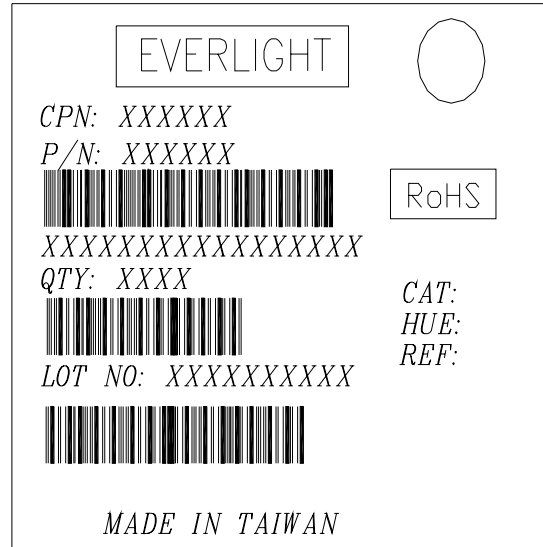 EVERLIGHT
CPN: XXXXXX
P/N: XXXXXX
RoHS
XXXXXXXXXXXXXXXXX
QTY: XXXX
CAT:
HUE:
REF:
LOT NO: XXXXXXXXXX
MADE IN TAIWAN